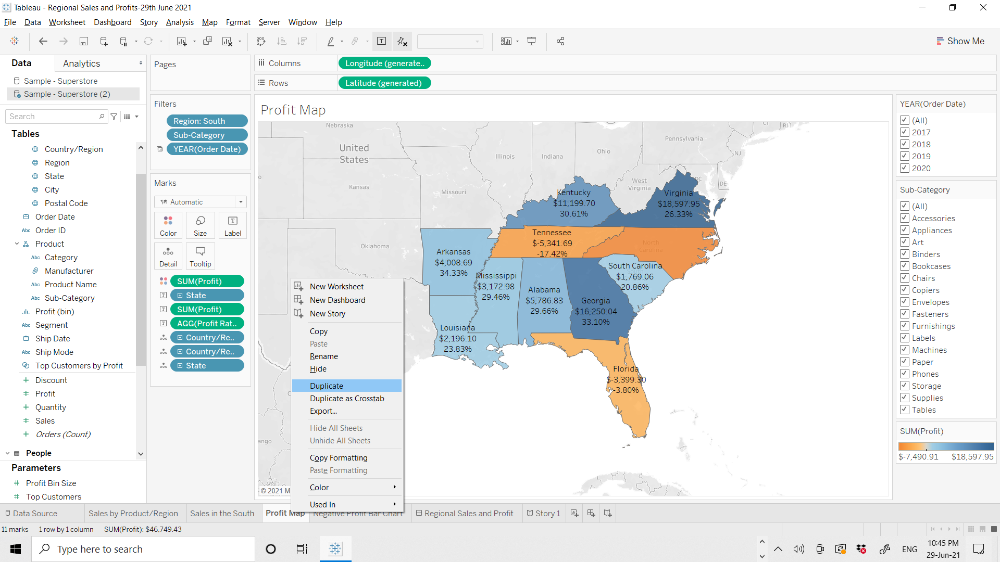 Tableau - Regional Sales and Profits-29th June 2021
File Data Worksheet Dashboard Story Analysis Map Format Server Window Help
Show Me
Data Analytics
Sample - Superstore
Sample - Superstore (2)
Search
Tables
Country/Region
Region
State
City
Postal Code
Order Date
Abc Order ID
Product
Abc Category
Manufacturer
Abc Product Name
Abc Sub-Category
Profit (bin)
Abc Segment
Ship Date
Abc Ship Mode
Top Customers by Profit
# Discount
# Profit
# Quantity
# Sales
# Orders (Count)
People
Parameters
# Profit Bin Size
# Top Customers
Pages
Filters
Region: South
Sub-Category
YEAR(Order Date)
Marks
Automatic
Color Size Label
Detail Tooltip
SUM(Profit)
State
SUM(Profit)
AGG(Profit Rat..
Country/Re..
Country/Re..
State
Columns Longitude (generate..
Rows Latitude (generated)
Profit Map
Nebraska
United
States
Kansas
Missouri
Illinois
Indiana
Ohio
Pennsylvania
CT RI
NJ
DE
DC
West
Virginia
Oklahoma
North
Carolina
Kentucky
$11,199.70
30.61%
Virginia
$18,597.95
26.33%
Tennessee
$-5,341.69
-17.42%
Arkansas
$4,008.69
34.33%
Mississippi
$3,172.98
29.46%
Alabama
$5,786.83
29.66%
Georgia
$16,250.04
33.10%
South Carolina
$1,769.06
20.86%
Louisiana
$2,196.10
23.83%
Florida
$-3,399.30
-3.80%
ango
© 2021 M
New Worksheet
New Dashboard
New Story
Copy
Paste
Rename
Hide
Duplicate
Duplicate as Crosstab
Export...
Hide All Sheets
Unhide All Sheets
Copy Formatting
Paste Formatting
Color
Used In
YEAR(Order Date)
(All)
2017
2018
2019
2020
Sub-Category
(All)
Accessories
Appliances
Art
Binders
Bookcases
Chairs
Copiers
Envelopes
Fasteners
Furnishings
Labels
Machines
Paper
Phones
Storage
Supplies
Tables
SUM(Profit)
$-7,490.91 $18,597.95
Data Source Sales by Product/Region Sales in the South Profit Map Negative Profit Bar Chart Regional Sales and Profit Story 1
11 marks 1 row by 1 column SUM(Profit): $46,749.43
Type here to search
ENG
10:45 PM
29-Jun-21